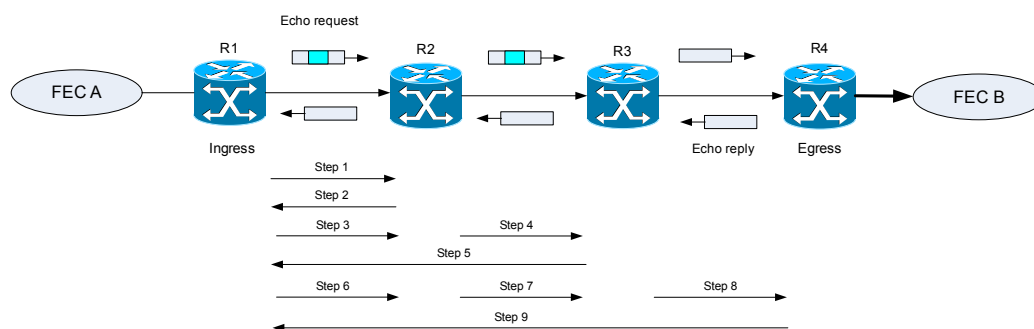 Echo request
R1
R2
R3
R4
FEC A
FEC B
Ingress
Echo reply
Egress
Step 1
Step 2
Step 3
Step 4
Step 5
Step 6
Step 7
Step 8
Step 9